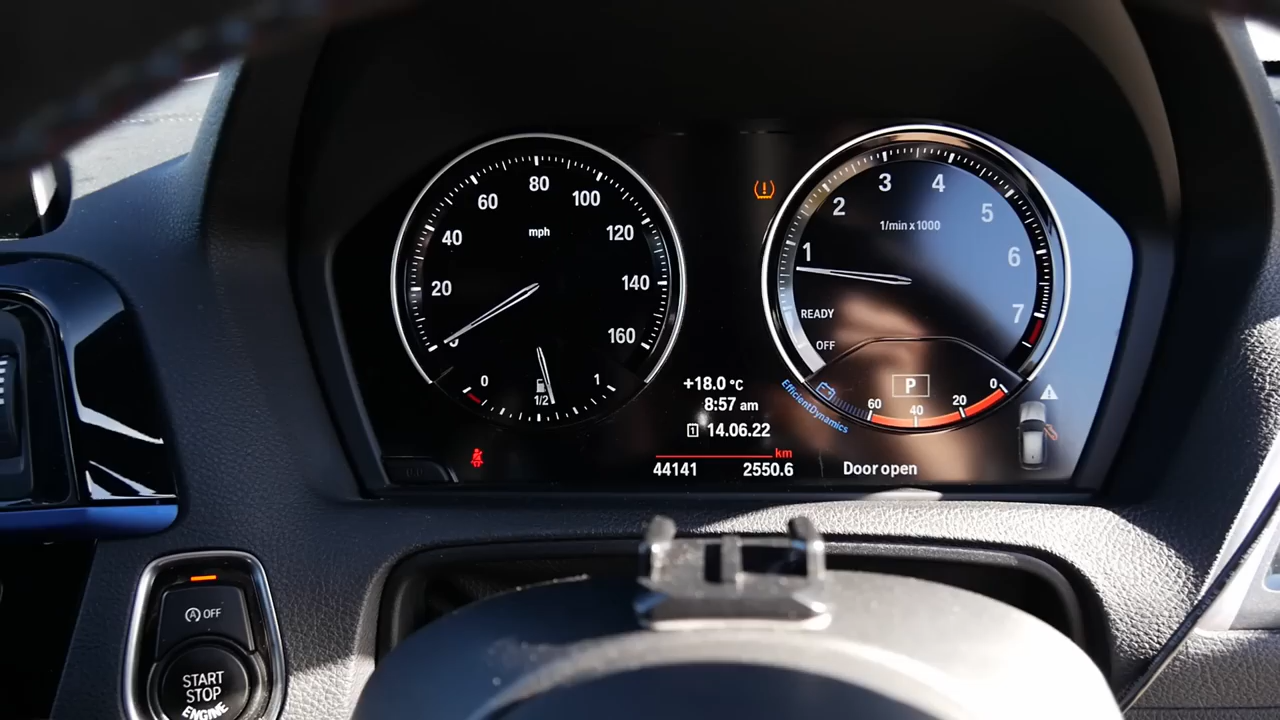 20
40
60
80
100
120
140
160
mph
0
1/2
1
+18.0 °C
8:57 am
1 14.06.22
km
44141 2550.6
1
2
3
4
5
6
7
1/min x 1000
READY
OFF
P
60
40
20
0
EfficientDynamics
Door open
A OFF
START
STOP
ENGINE